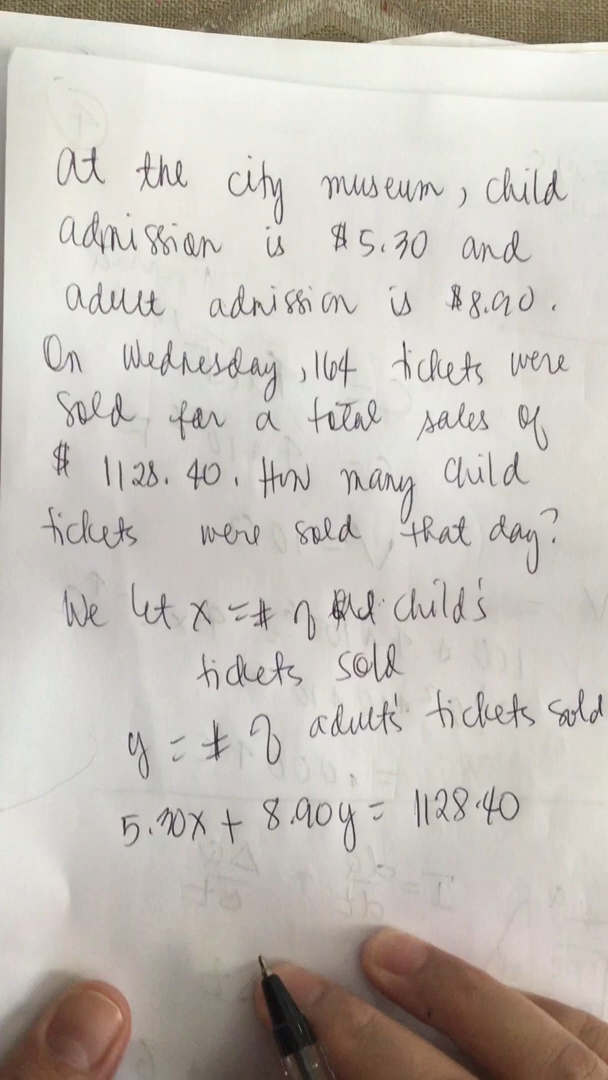 at the city museum, child
admission is $5.30 and
adult admission is $8.90.
On Wednesday, 164 tickets were
sold for a total sales of
$ 1128.40. How many child
tickets were sold that day?
We let x = # of child's
tickets sold
y = # of adult's tickets sold
5.30x + 8.90y = 1128.40